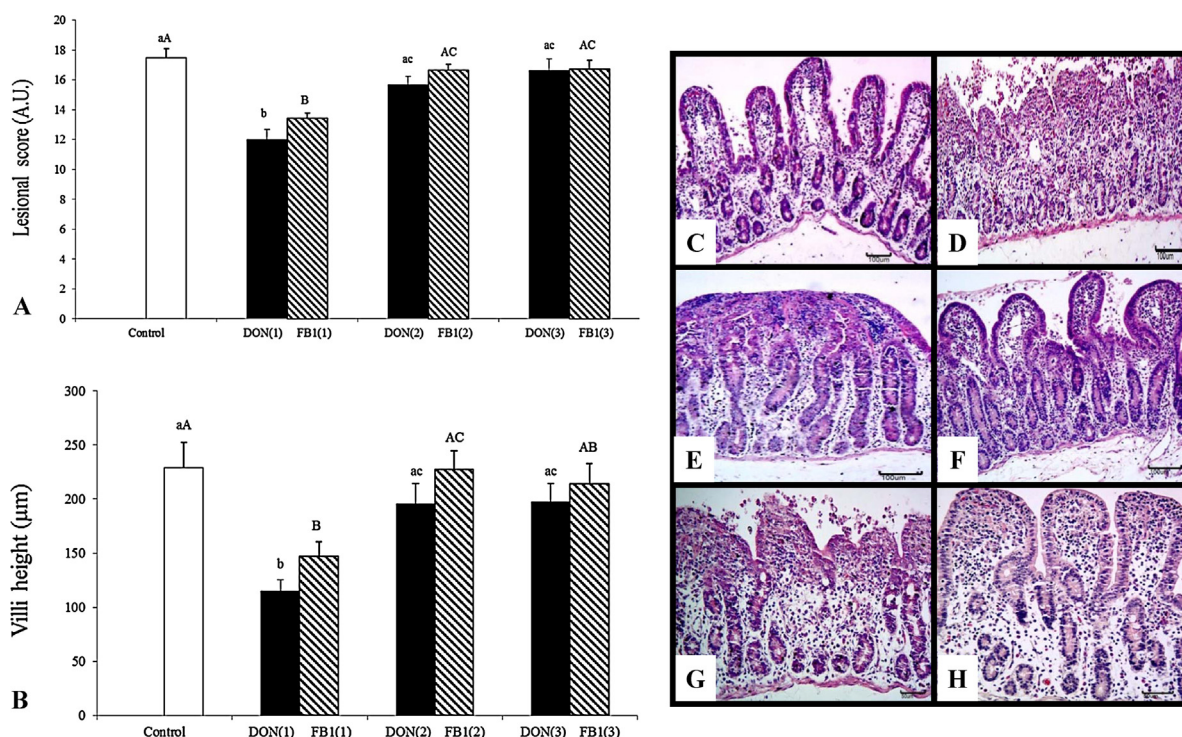 20
18
16
14
12
10
8
6
4
2
0
Lesional score (A.U.)
aA
b
B
ac
AC
ac
AC
A
Control
DON(1) FB1(1)
DON(2) FB1(2)
DON(3) FB1(3)
300
250
200
150
100
50
0
Villi height (µm)
aA
b
B
ac
AC
ac
AB
B
Control
DON(1) FB1(1)
DON(2) FB1(2)
DON(3) FB1(3)
C
100um
D
100um
E
100um
F
100um
G
H